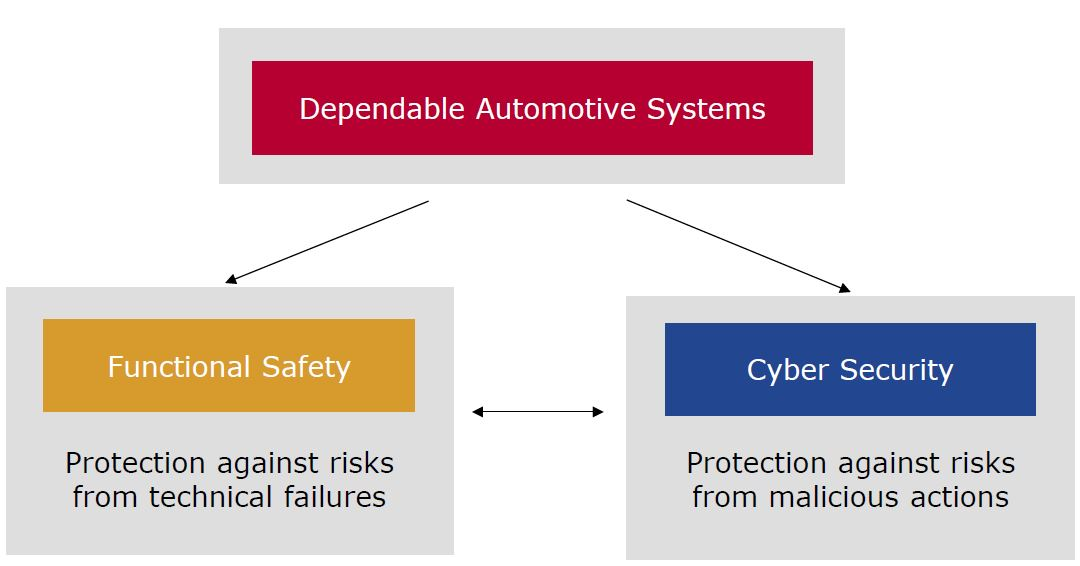 Dependable Automotive Systems
Functional Safety
Protection against risks
from technical failures
Cyber Security
Protection against risks
from malicious actions